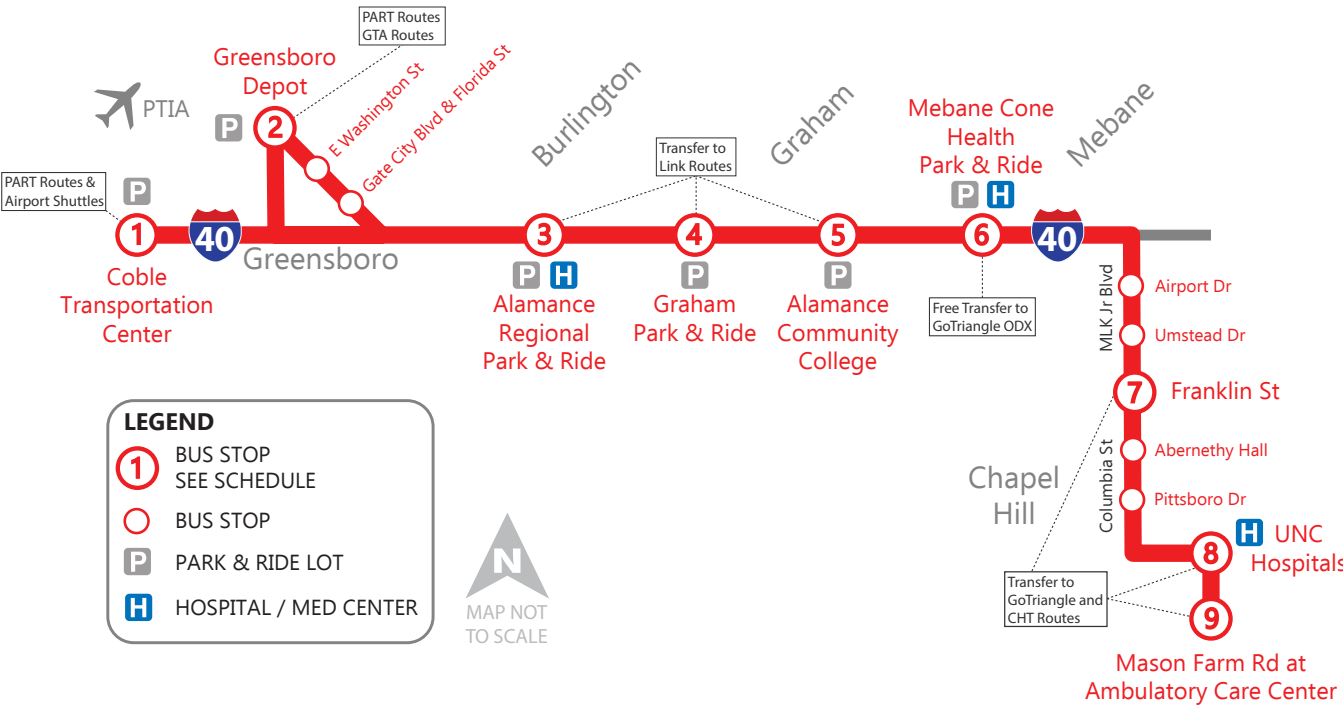 PART Routes
GTA Routes
Greensboro
Depot
E Washington St
Gate City Blvd & Florida St
PTIA
P
2
PART Routes &
Airport Shuttles
P
1
40
Greensboro
Coble
Transportation
Center
Burlington
Transfer to
Link Routes
Graham
Mebane Cone
Health
Park & Ride
P H
Mebane
3
4
5
6
40
P H
Alamance
Regional
Park & Ride
P
Graham
Park & Ride
P
Alamance
Community
College
Free Transfer to
GoTriangle ODX
MLK Jr Blvd
Airport Dr
Umstead Dr
7
Franklin St
Columbia St
Abernethy Hall
Pittsboro Dr
Chapel
Hill
8
H UNC
Hospitals
Transfer to
GoTriangle and
CHT Routes
9
Mason Farm Rd at
Ambulatory Care Center
LEGEND
1
BUS STOP
SEE SCHEDULE
BUS STOP
P PARK & RIDE LOT
H HOSPITAL / MED CENTER
N
MAP NOT
TO SCALE